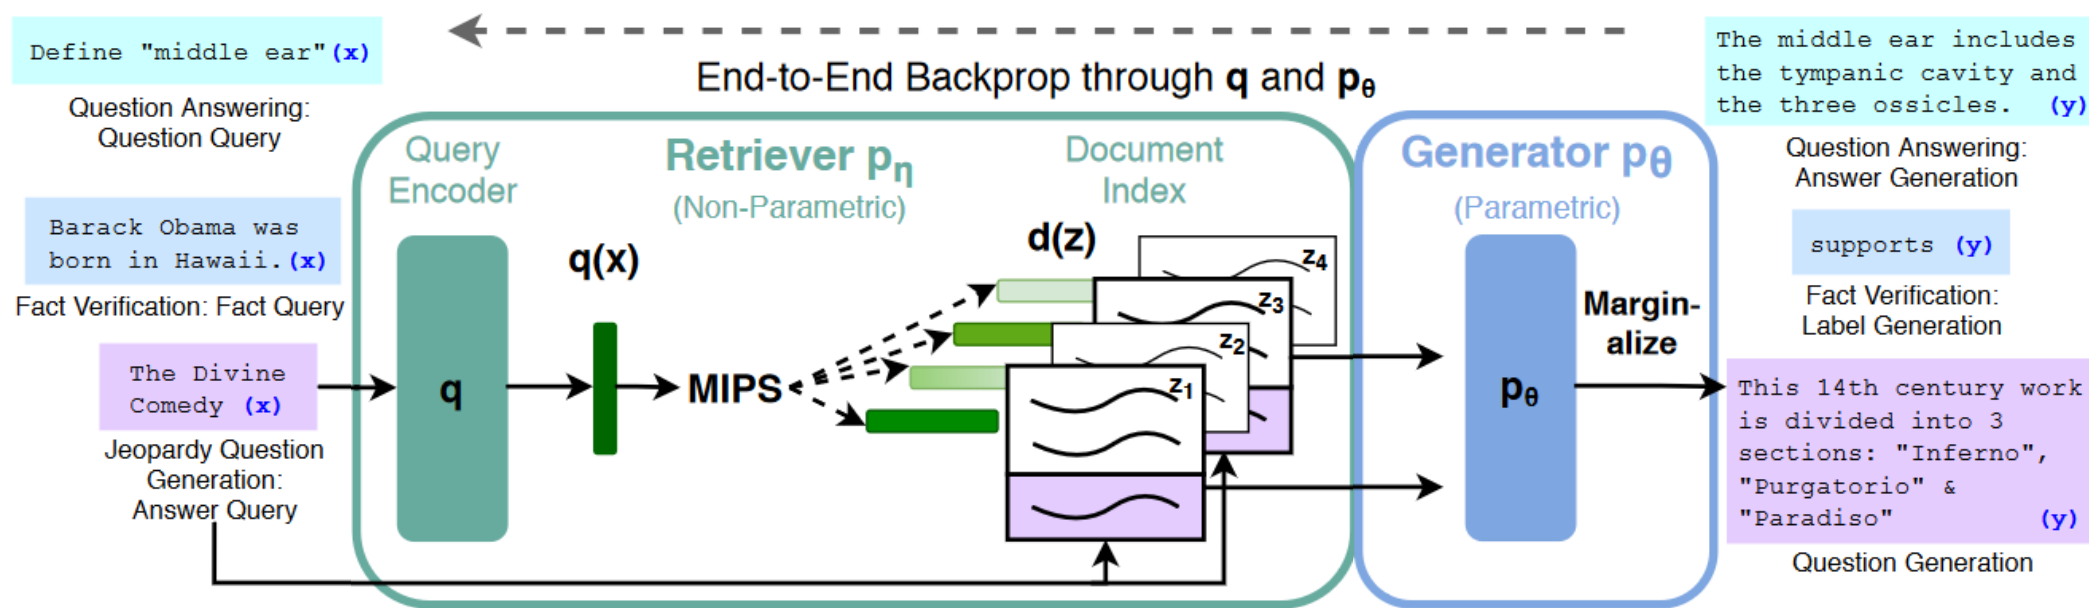 Define "middle ear" (x)
Question Answering:
Question Query
Barack Obama was
born in Hawaii. (x)
Fact Verification: Fact Query
The Divine
Comedy (x)
Jeopardy Question
Generation:
Answer Query
End-to-End Backprop through q and pθ
Query
Encoder
Retriever pη
(Non-Parametric)
Document
Index
q
q(x)
MIPS
d(z)
z4
z3
z2
z1
Generator pθ
(Parametric)
pθ
Margin-
alize
The middle ear includes
the tympanic cavity and
the three ossicles. (y)
Question Answering:
Answer Generation
supports (y)
Fact Verification:
Label Generation
This 14th century work
is divided into 3
sections: "Inferno",
"Purgatorio" &
"Paradiso" (y)
Question Generation